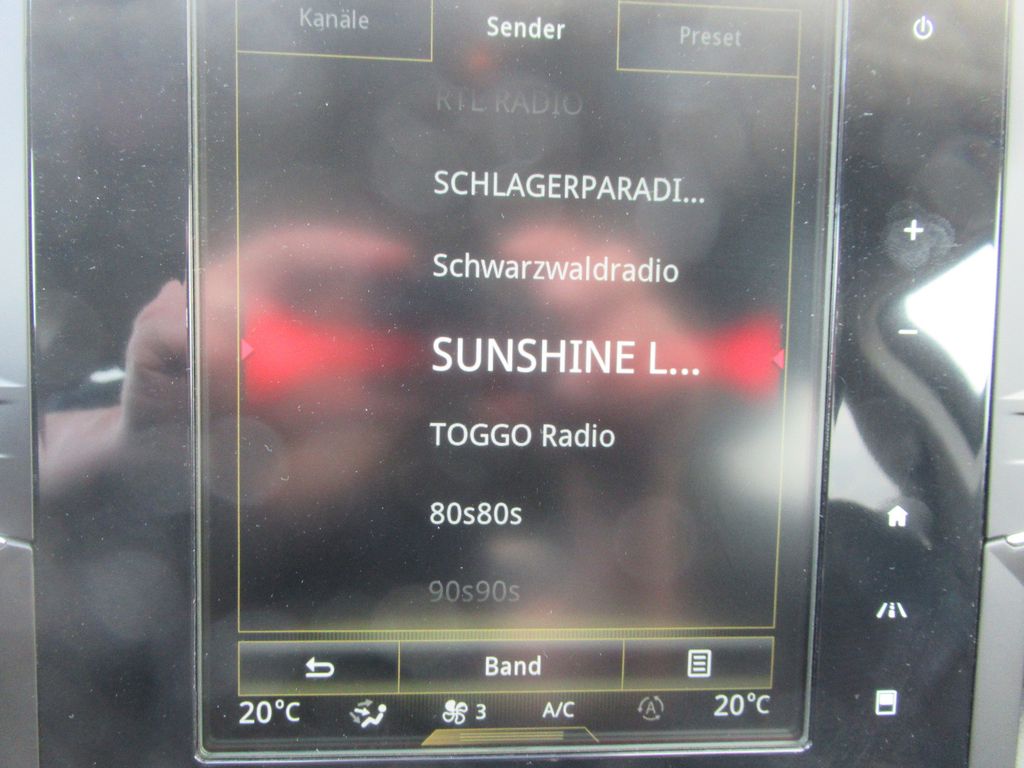 Kanäle Sender Preset
RTL RADIO
SCHLAGERPARADI...
Schwarzwaldradio
SUNSHINE L...
TOGGO Radio
80s80s
90s90s
Band
20°C 3 A/C A 20°C